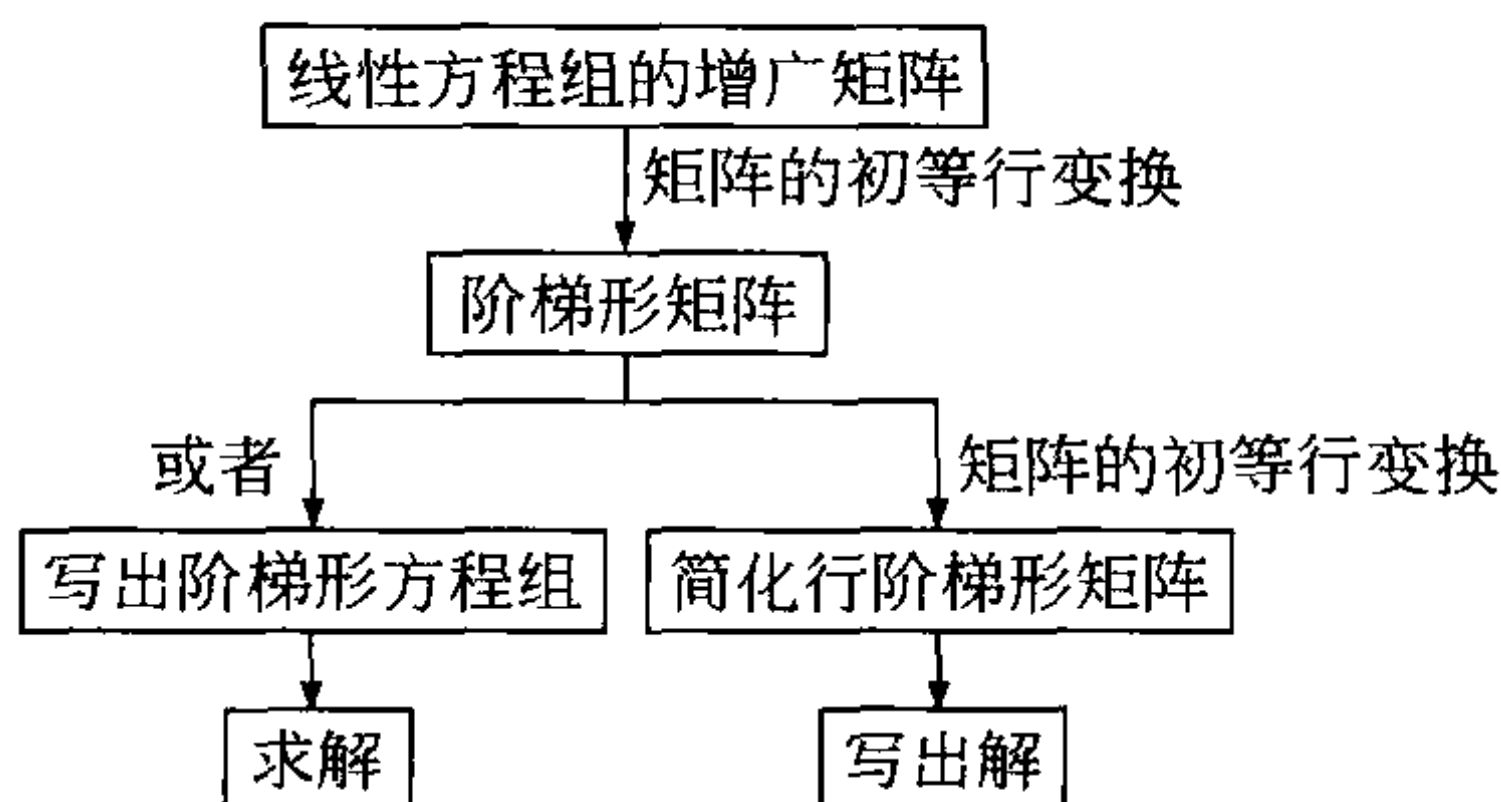 线性方程组的增广矩阵
矩阵的初等行变换
阶梯形矩阵
或者
矩阵的初等行变换
写出阶梯形方程组
简化行阶梯形矩阵
求解
写出解